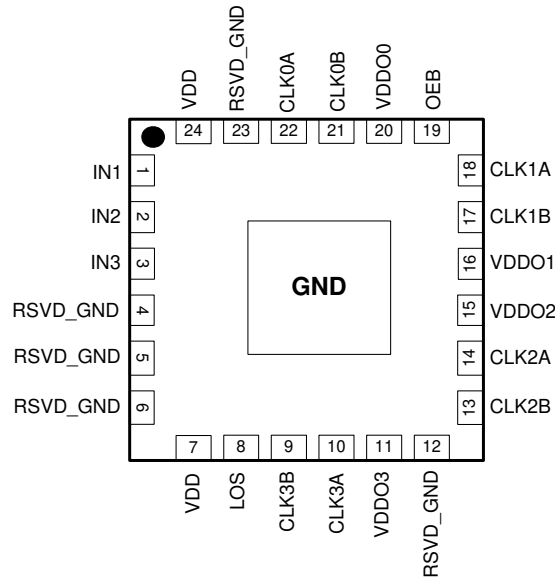 VDD
RSVD_GND
CLK0A
CLK0B
VDDO0
OEB
24
23
22
21
20
19
IN1
1
18
CLK1A
IN2
2
17
CLK1B
IN3
3
16
VDDO1
GND
RSVD_GND
4
15
VDDO2
RSVD_GND
5
14
CLK2A
RSVD_GND
6
13
CLK2B
7
8
9
10
11
12
VDD
LOS
CLK3B
CLK3A
VDDO3
RSVD_GND